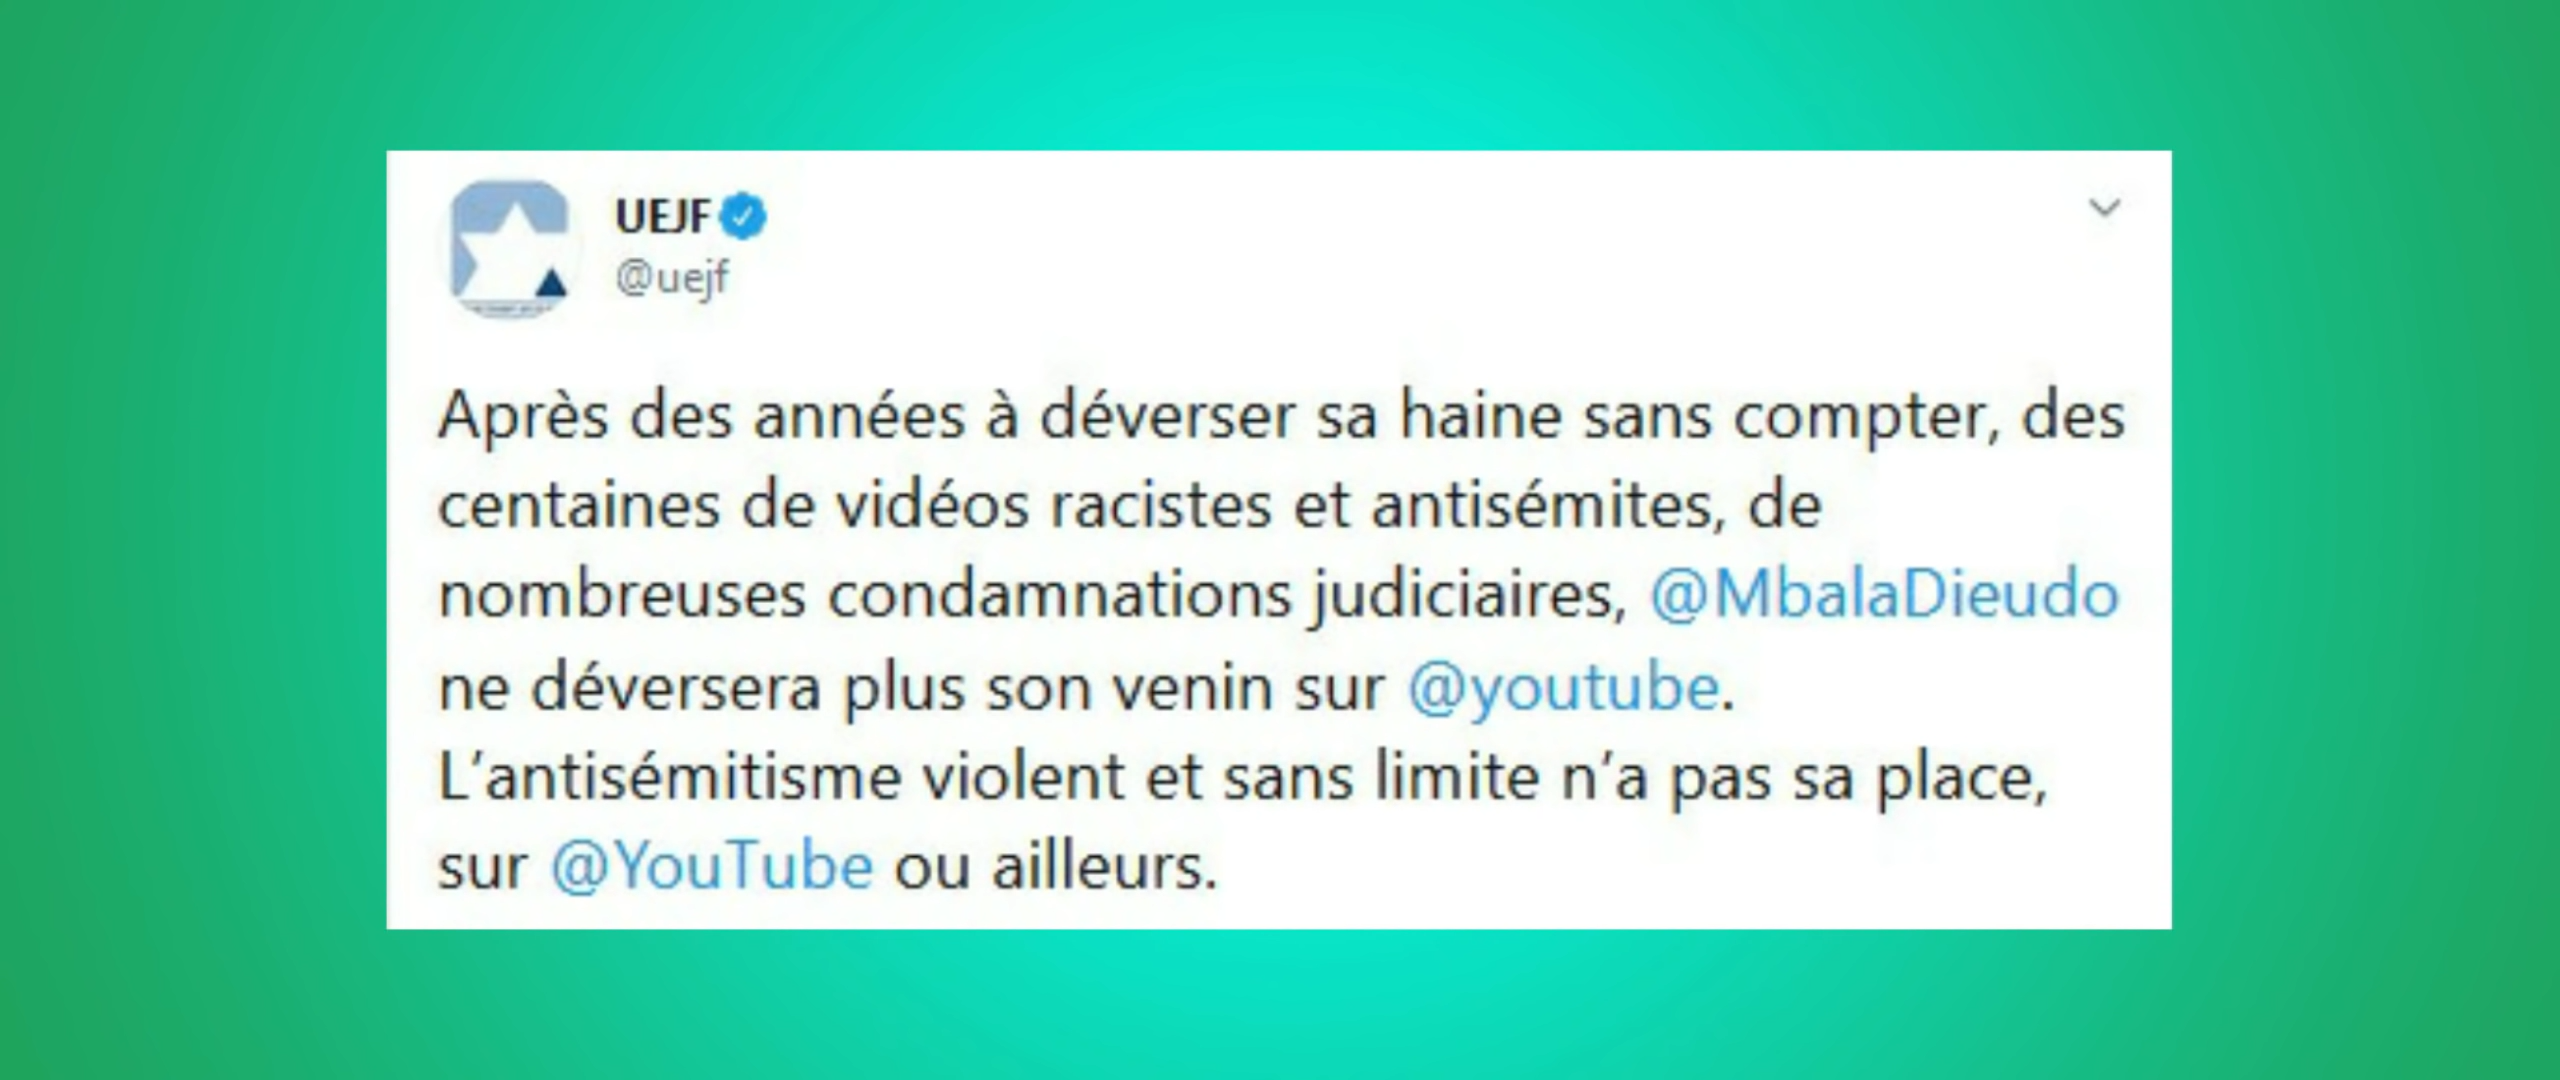 UEJF
@uejf
Après des années à déverser sa haine sans compter, des
centaines de vidéos racistes et antisémites, de
nombreuses condamnations judiciaires, @MbalaDieudo
ne déversera plus son venin sur @youtube.
L’antisémitisme violent et sans limite n’a pas sa place,
sur @YouTube ou ailleurs.